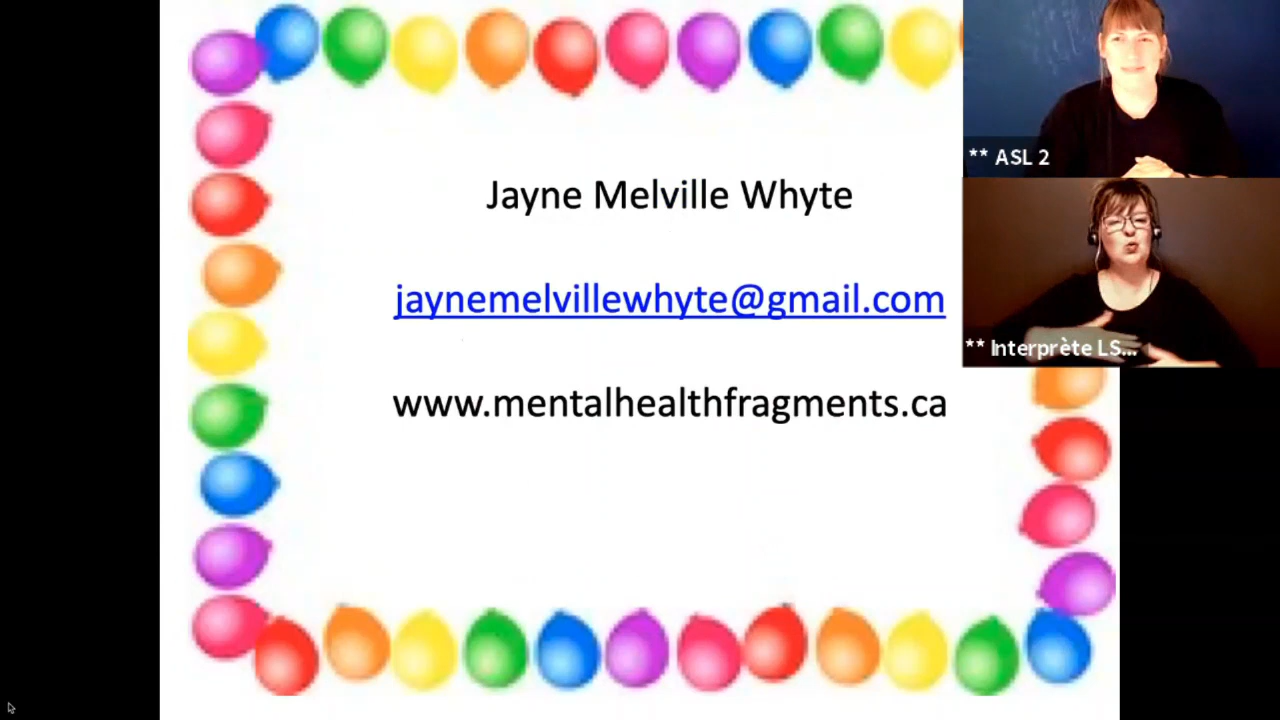 Jayne Melville Whyte
jaynemelvillewhyte@gmail.com
www.mentalhealthfragments.ca
** ASL 2
** Interprète LS...